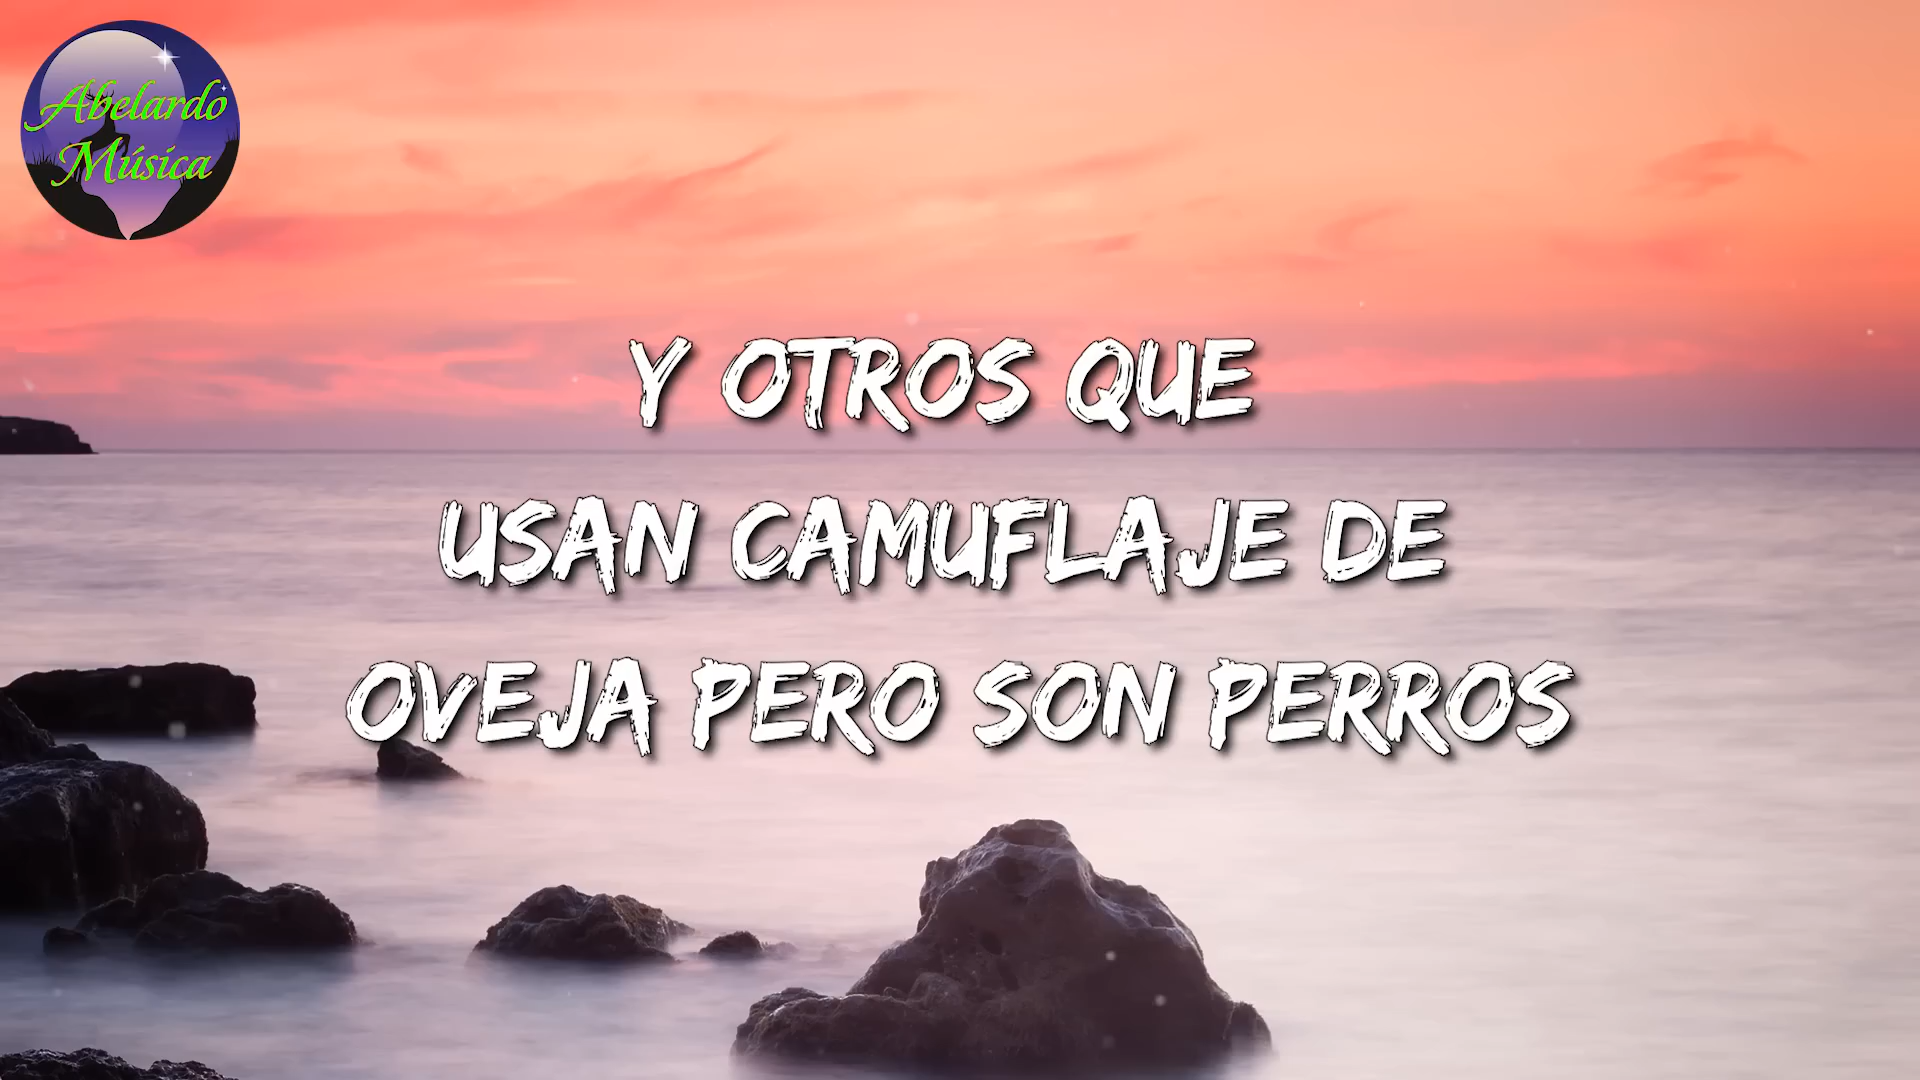 Abelardo
Música
Y OTROS QUE
USAN CAMUFLAJE DE
OVEJA PERO SON PERROS